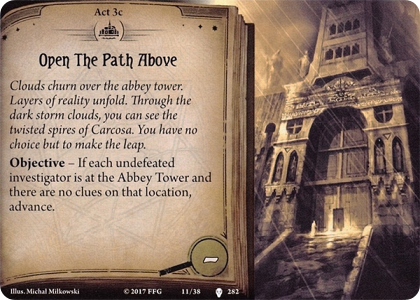 Act 3c
Open The Path Above
Clouds churn over the abbey tower.
Layers of reality unfold. Through the
dark storm clouds, you can see the
twisted spires of Carcosa. You have no
choice but to make the leap.
Objective – If each undefeated
investigator is at the Abbey Tower and
there are no clues on that location,
advance.
–
Illus. Michał Miłkowski
© 2017 FFG
11/38
282